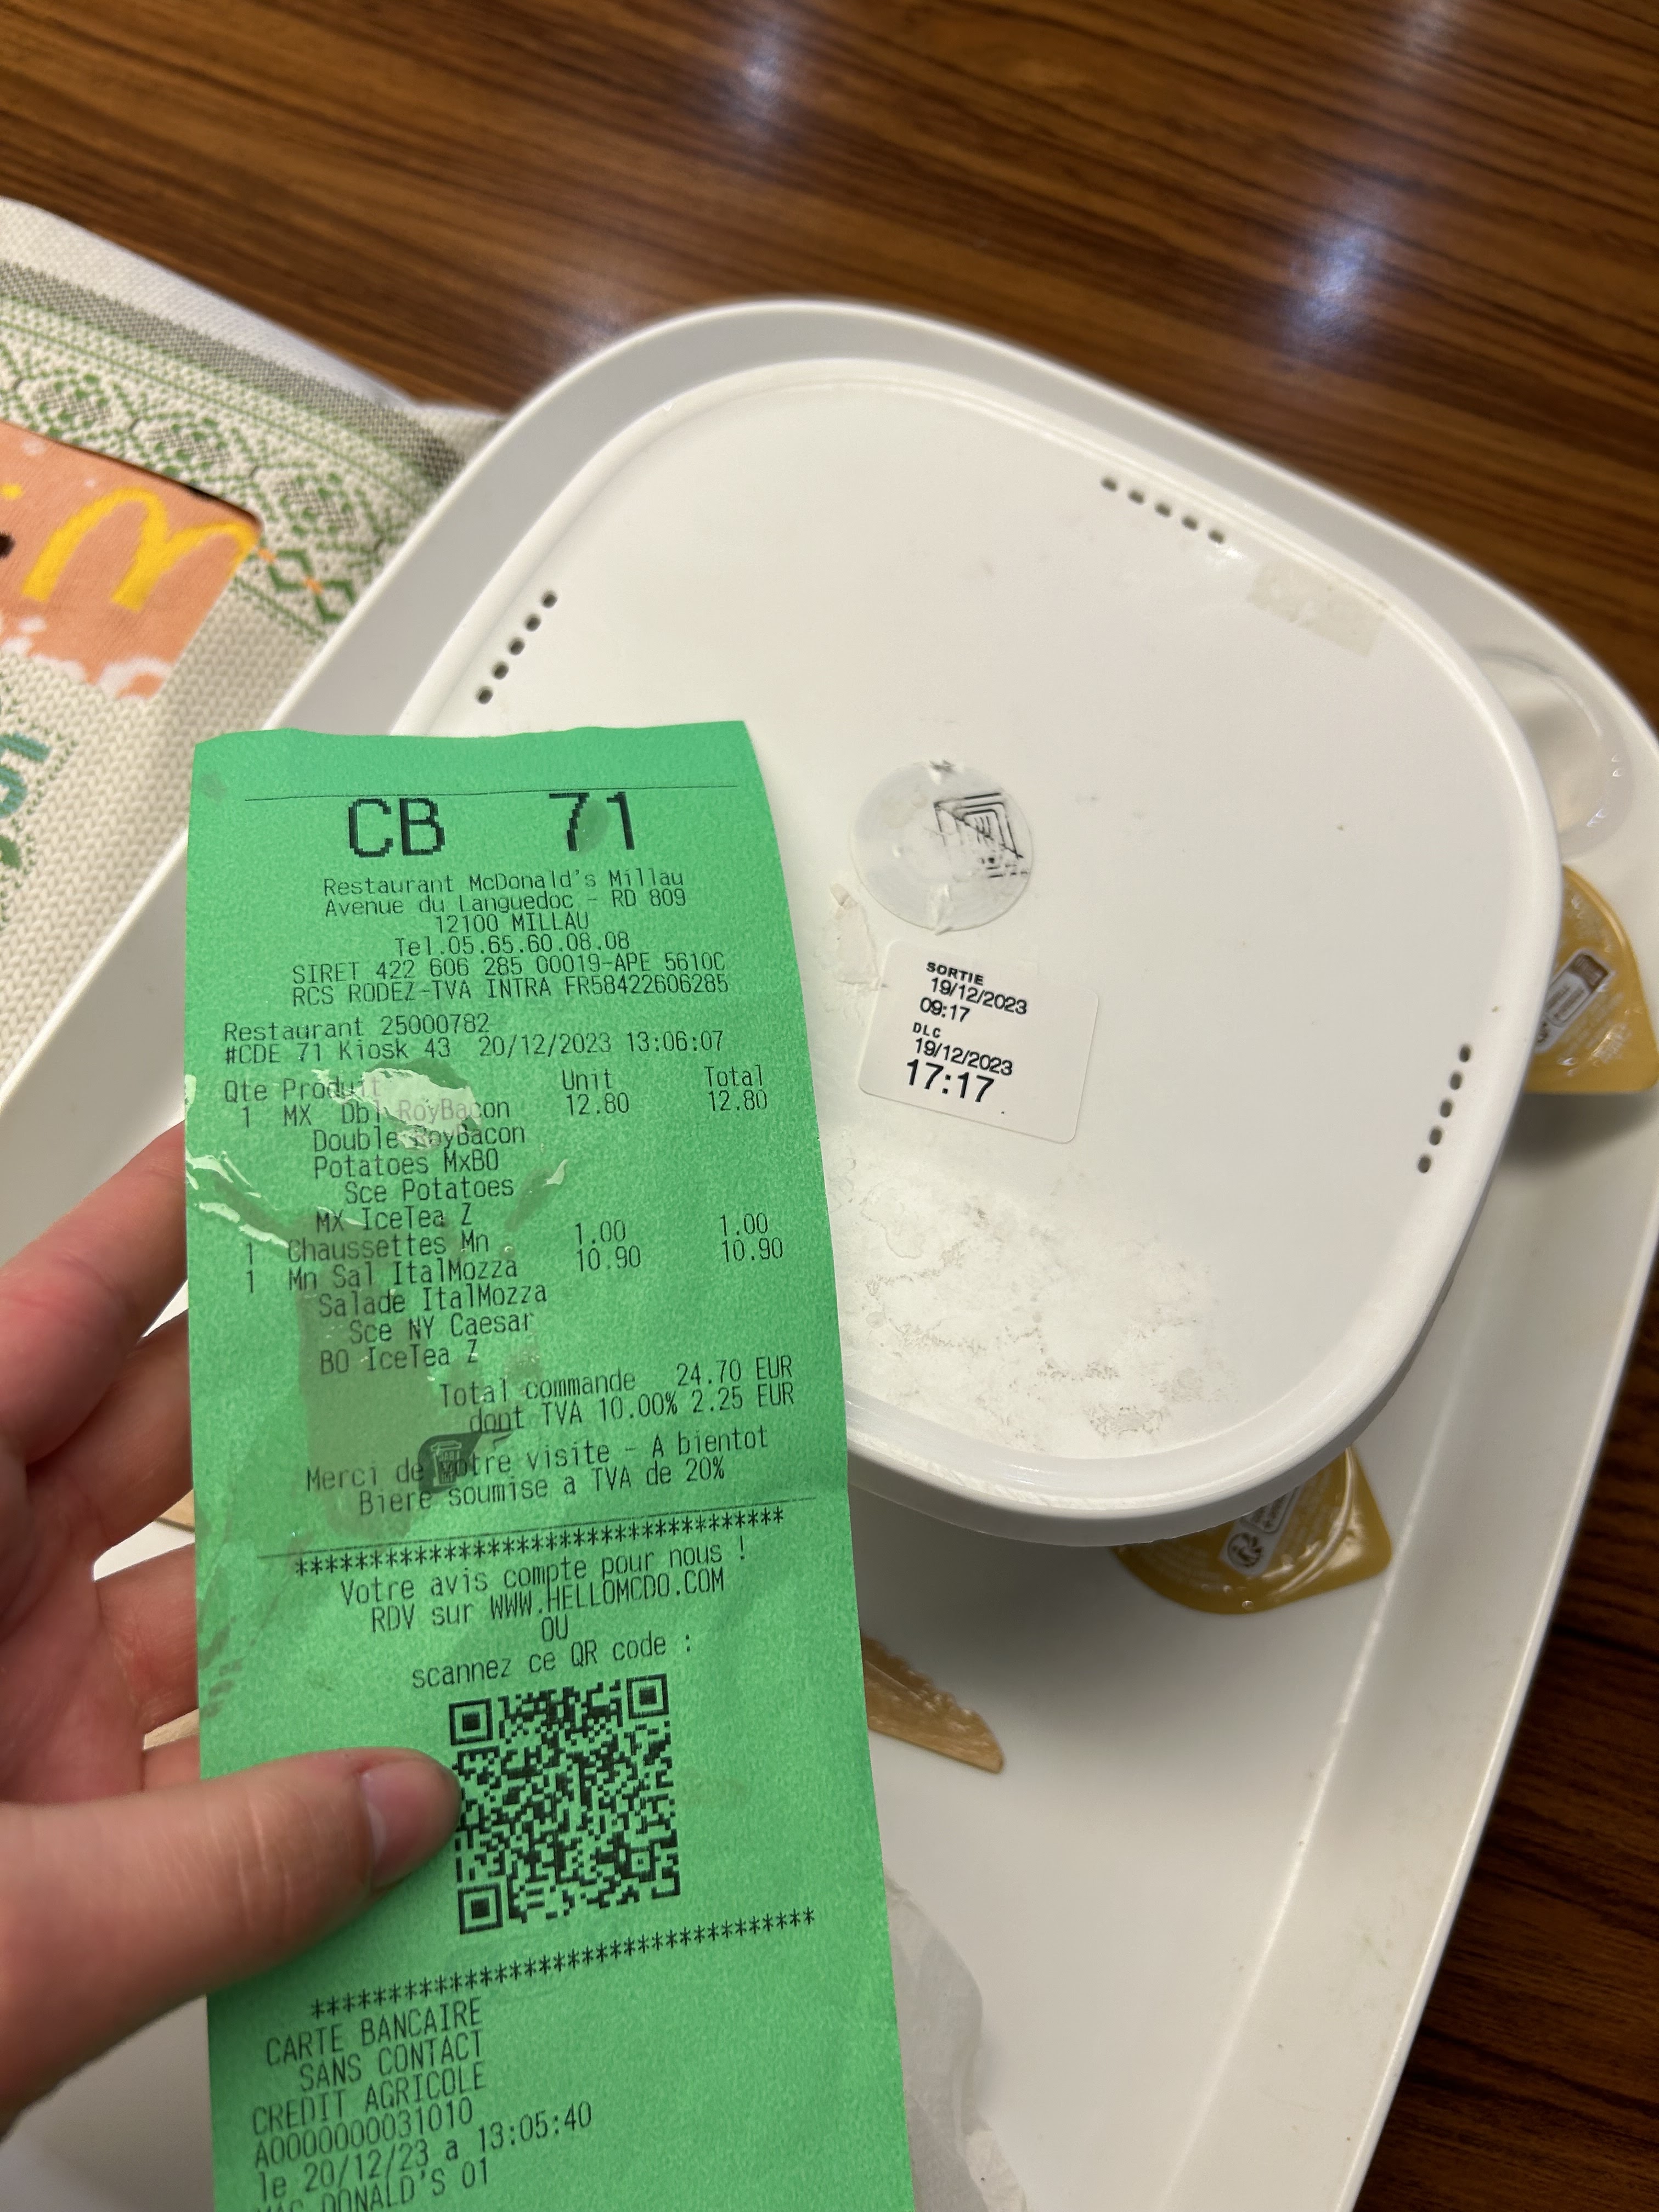 CB 71
Restaurant McDonald's Millau
Avenue du Languedoc - RD 809
12100 MILLAU
Tel.05.65.60.08.08
SIRET 422 606 285 00019-APE 5610C
RCS RODEZ-TVA INTRA FR58422606285
Restaurant 25000782
#CDE 71 Kiosk 43 20/12/2023 13:06:07
Qte Produit Unit Total
1 MX Dbl RoyBacon 12.80 12.80
Double RoyBacon
Potatoes MxBO
Sce Potatoes
MX IceTea Z
1 Chaussettes Mn 1.00 1.00
1 Mn Sal ItalMozza 10.90 10.90
Salade ItalMozza
Sce NY Caesar
BO IceTea Z
Total commande 24.70 EUR
dont TVA 10.00% 2.25 EUR
Merci de votre visite - A bientot
Biere soumise a TVA de 20%
************************************
Votre avis compte pour nous !
RDV sur WWW.HELLOMCDO.COM
OU
scannez ce QR code :
************************************
CARTE BANCAIRE
SANS CONTACT
CREDIT AGRICOLE
A0000000031010
le 20/12/23 a 13:05:40
MAC DONALD'S 01
SORTIE
19/12/2023
09:17
DLC
19/12/2023
17:17